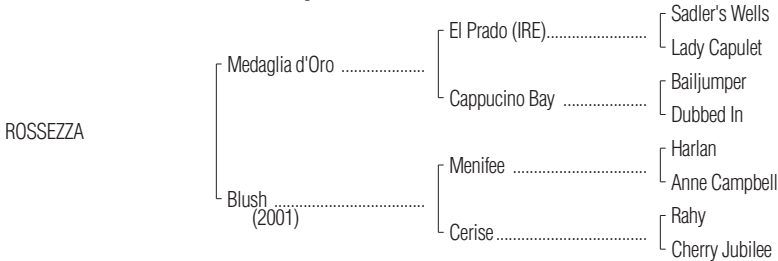 Sadler's Wells
El Prado (IRE)........................
Lady Capulet
Medaglia d'Oro ....................
Bailjumper
Cappucino Bay ....................
Dubbed In
ROSSEZZA
Harlan
Menifee ................................
Anne Campbell
Blush ....................................
(2001)
Rahy
Cerise....................................
Cherry Jubilee